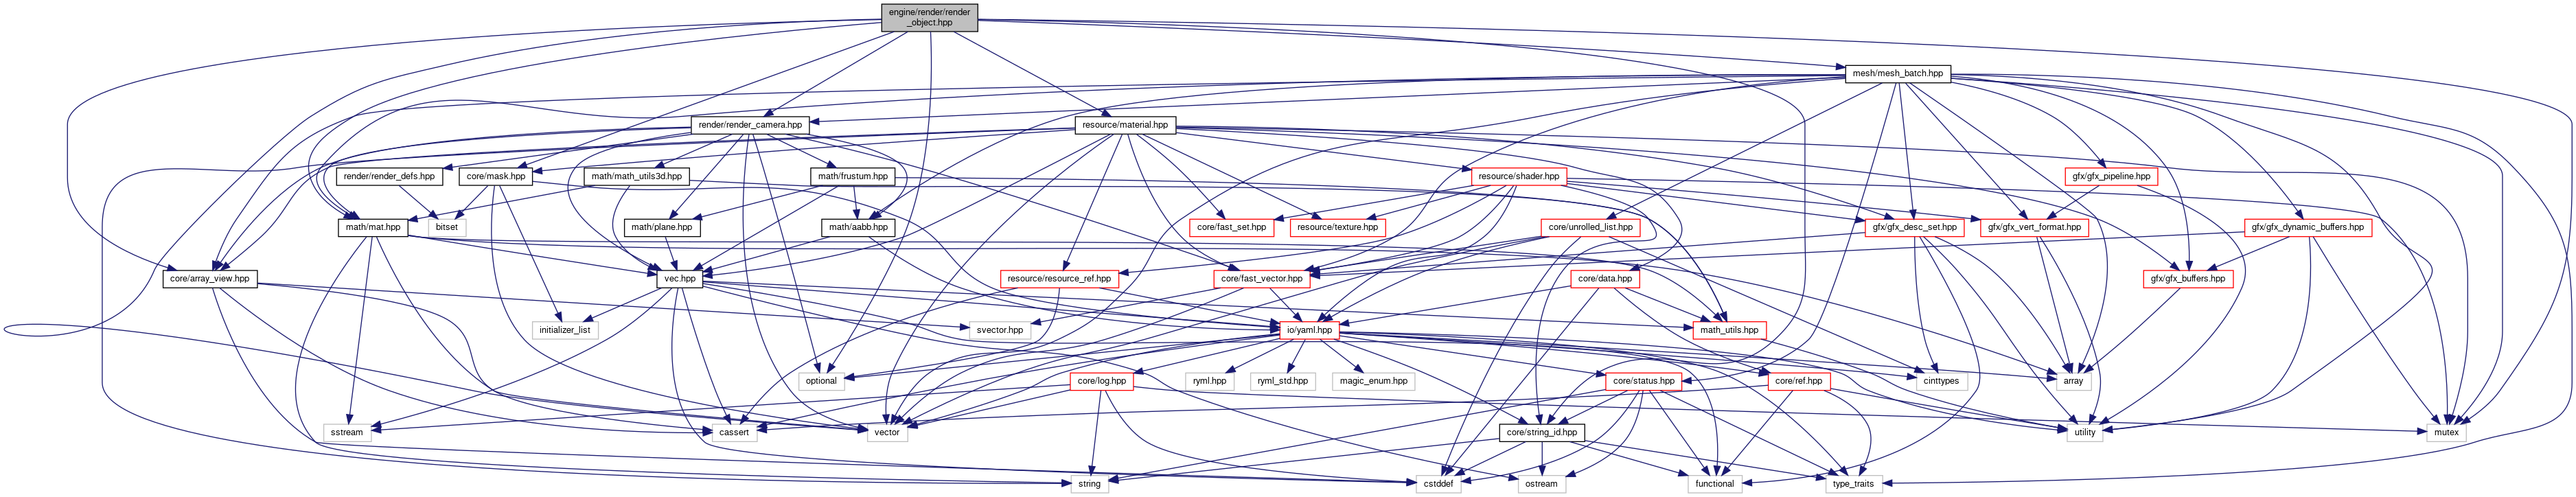 engine/render/render
_object.hpp
mesh/mesh_batch.hpp
render/render_camera.hpp
resource/material.hpp
render/render_defs.hpp
core/mask.hpp
math/math_utils3d.hpp
math/frustum.hpp
resource/shader.hpp
gfx/gfx_pipeline.hpp
math/mat.hpp
bitset
math/plane.hpp
math/aabb.hpp
core/fast_set.hpp
resource/texture.hpp
core/unrolled_list.hpp
gfx/gfx_desc_set.hpp
gfx/gfx_vert_format.hpp
gfx/gfx_dynamic_buffers.hpp
core/array_view.hpp
vec.hpp
resource/resource_ref.hpp
core/fast_vector.hpp
core/data.hpp
gfx/gfx_buffers.hpp
initializer_list
svector.hpp
io/yaml.hpp
math_utils.hpp
optional
core/log.hpp
ryml.hpp
ryml_std.hpp
magic_enum.hpp
core/status.hpp
core/ref.hpp
cinttypes
array
sstream
cassert
vector
core/string_id.hpp
utility
mutex
string
cstddef
ostream
functional
type_traits